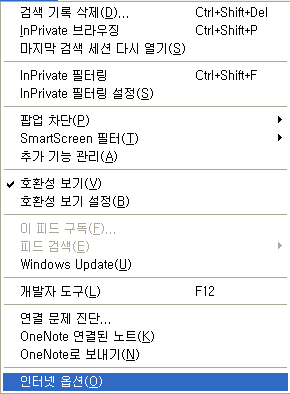 검색 기록 삭제(D)... Ctrl+Shift+Del
InPrivate 브라우징 Ctrl+Shift+P
마지막 검색 세션 다시 열기(S)
InPrivate 필터링 Ctrl+Shift+F
InPrivate 필터링 설정(S)
팝업 차단(P)
SmartScreen 필터(T)
추가 기능 관리(A)
호환성 보기(V)
호환성 보기 설정(B)
이 피드 구독(F)...
피드 검색(E)
Windows Update(U)
개발자 도구(L) F12
연결 문제 진단...
OneNote 연결된 노트(K)
OneNote로 보내기(N)
인터넷 옵션(O)